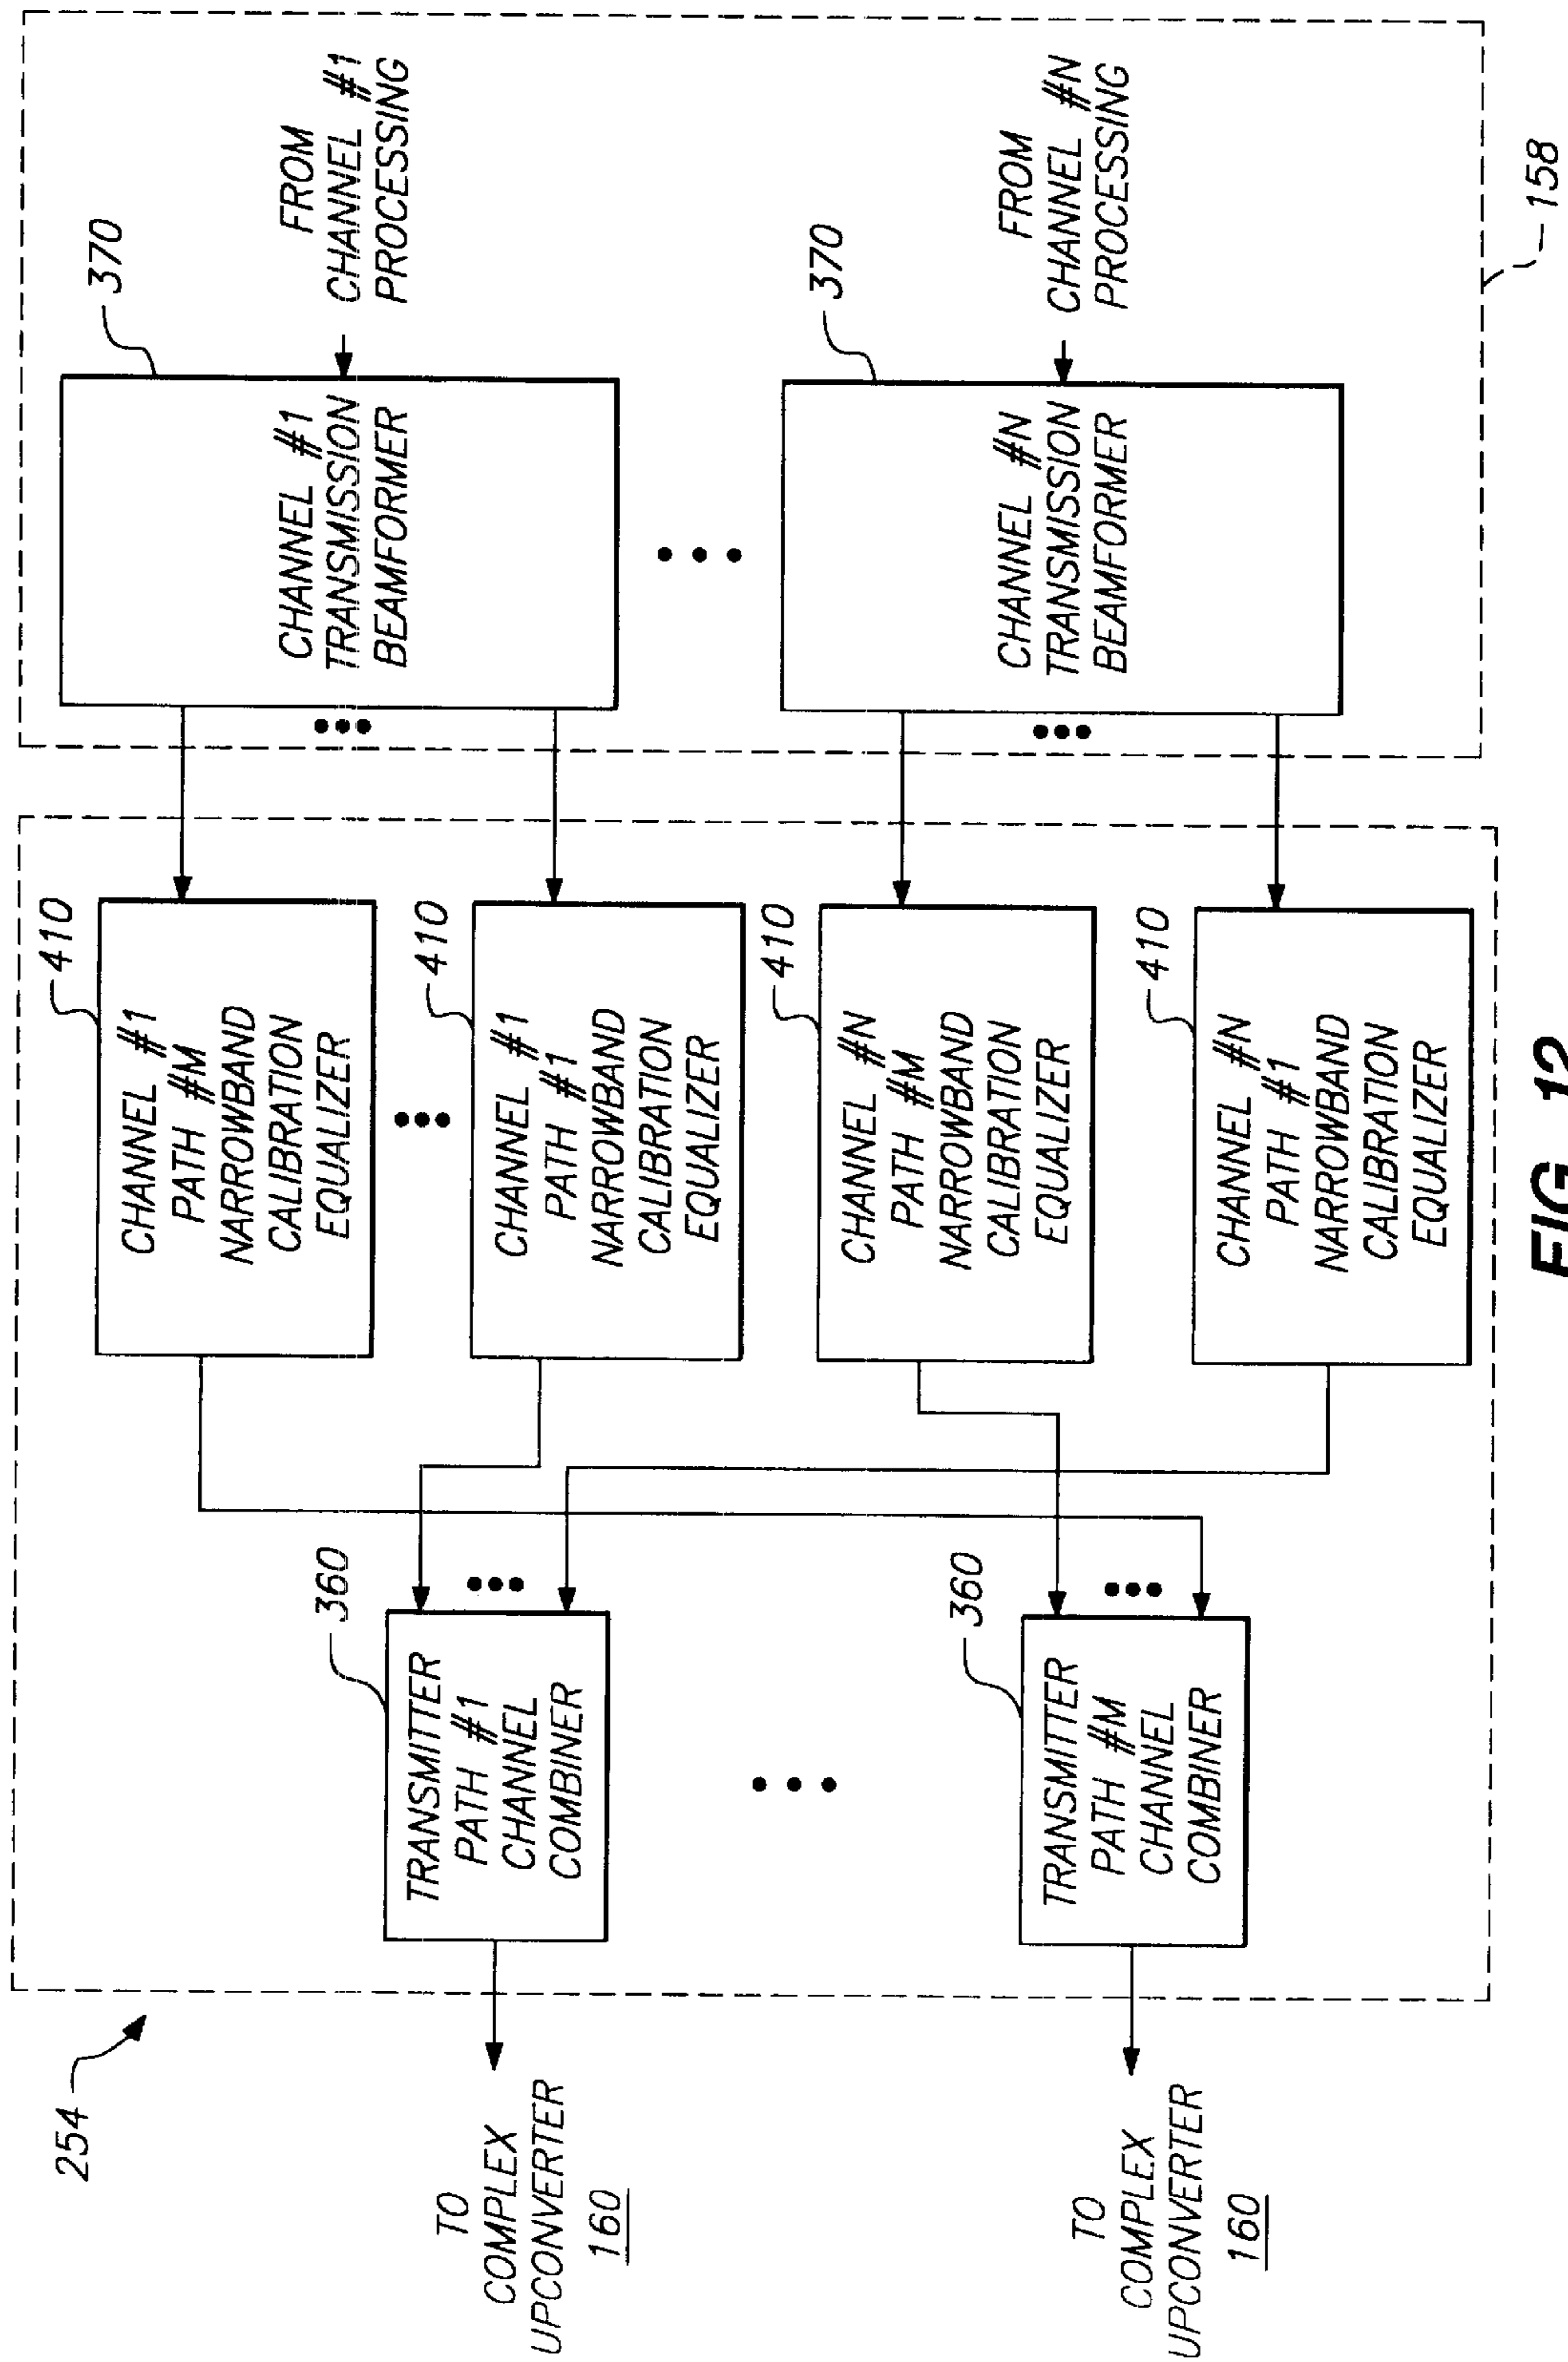 254
TO
COMPLEX
UPCONVERTER
160
TO
COMPLEX
UPCONVERTER
160
360
TRANSMITTER
PATH #1
CHANNEL
COMBINER
360
TRANSMITTER
PATH #M
CHANNEL
COMBINER
410
CHANNEL #1
PATH #M
NARROWBAND
CALIBRATION
EQUALIZER
410
CHANNEL #1
PATH #1
NARROWBAND
CALIBRATION
EQUALIZER
410
CHANNEL #N
PATH #M
NARROWBAND
CALIBRATION
EQUALIZER
410
CHANNEL #N
PATH #1
NARROWBAND
CALIBRATION
EQUALIZER
370
CHANNEL #1
TRANSMISSION
BEAMFORMER
FROM
CHANNEL #1
PROCESSING
370
CHANNEL #N
TRANSMISSION
BEAMFORMER
FROM
CHANNEL #N
PROCESSING
158
FIG. 12